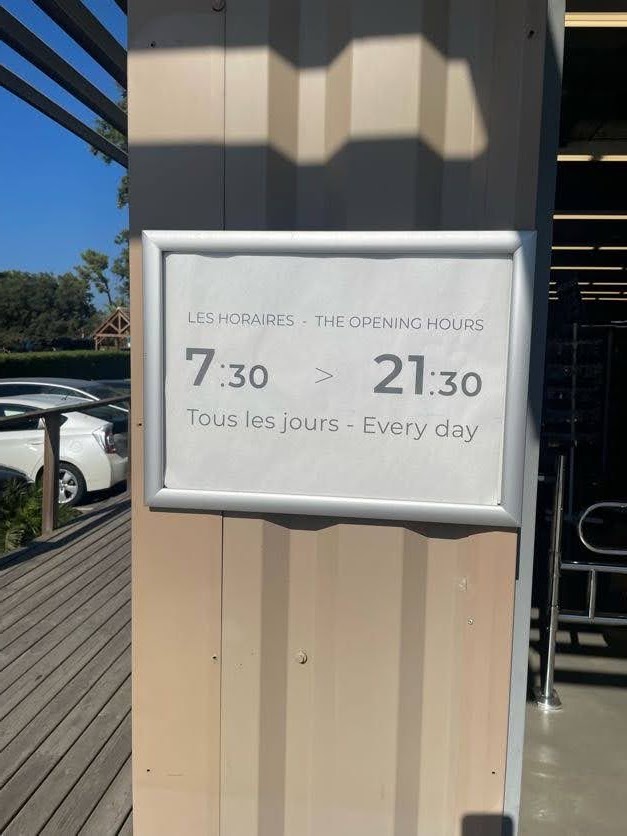 LES HORAIRES - THE OPENING HOURS
7:30 > 21:30
Tous les jours - Every day